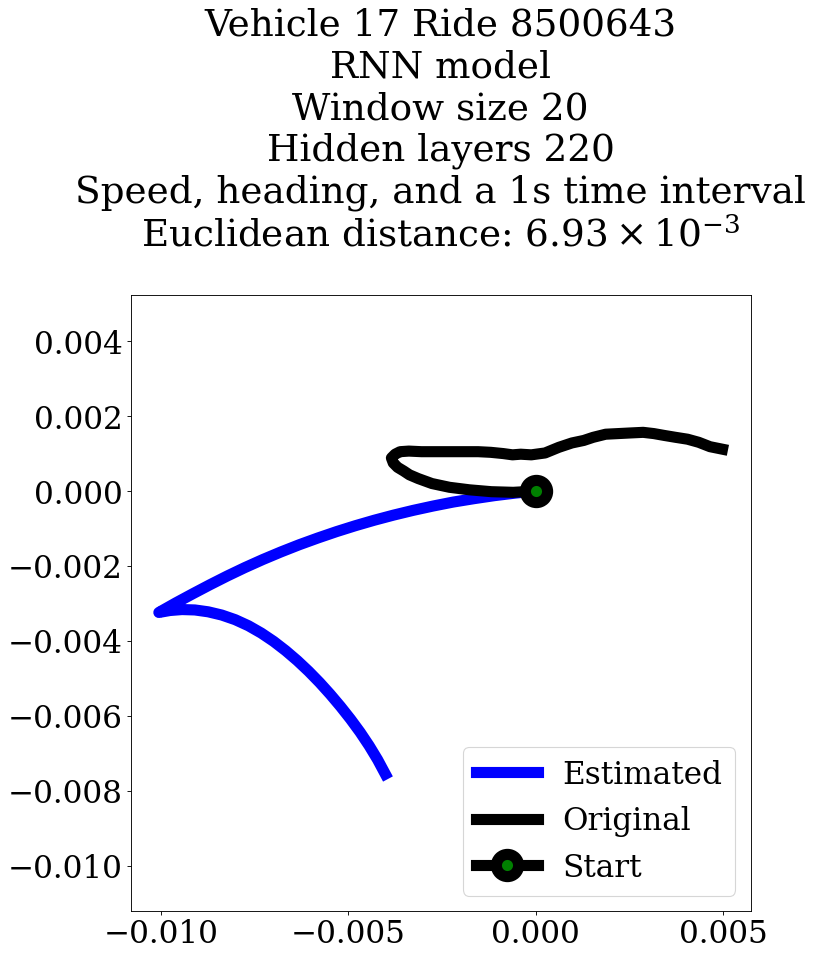 Vehicle 17 Ride 8500643
RNN model
Window size 20
Hidden layers 220
Speed, heading, and a 1s time interval
Euclidean distance: 6.93 × 10⁻³
0.004
0.002
0.000
−0.002
−0.004
−0.006
−0.008
−0.010
Estimated
Original
Start
−0.010 −0.005 0.000 0.005